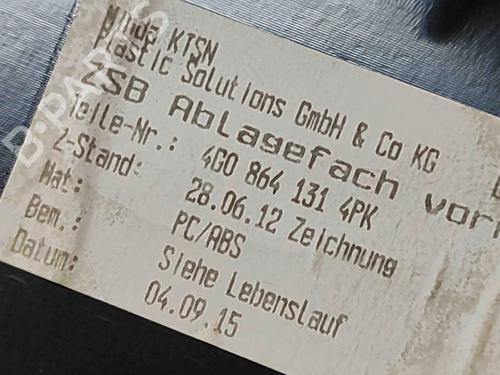 Minda KTSN
Plastic Solutions GmbH & Co KG
ZSB Ablagefach vorn
Teile-Nr.: 4G0 864 131 4PK
Z-Stand: 28.06.12 Zeichnung
Mat: PC/ABS
Bem.: Siehe Lebenslauf
Datum: 04.09.15